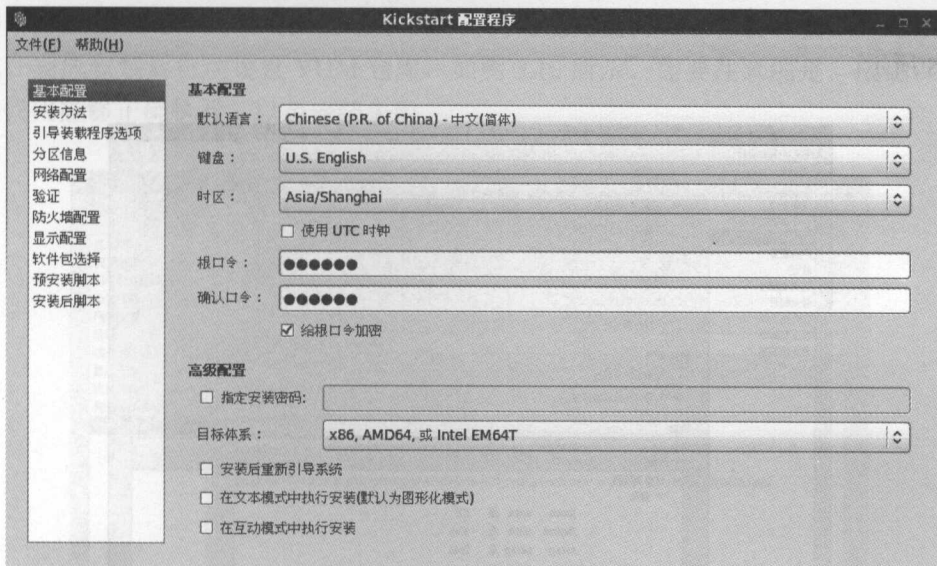 Kickstart 配置程序
文件(F) 帮助(H)
基本配置
安装方法
引导装载程序选项
分区信息
网络配置
验证
防火墙配置
显示配置
软件包选择
预安装脚本
安装后脚本
基本配置
默认语言： Chinese (P.R. of China) - 中文(简体)
键盘： U.S. English
时区： Asia/Shanghai
使用 UTC 时钟
根口令： ●●●●●●
确认口令： ●●●●●●
给根口令加密
高级配置
指定安装密码:
目标体系： x86, AMD64, 或 Intel EM64T
安装后重新引导系统
在文本模式中执行安装(默认为图形化模式)
在互动模式中执行安装